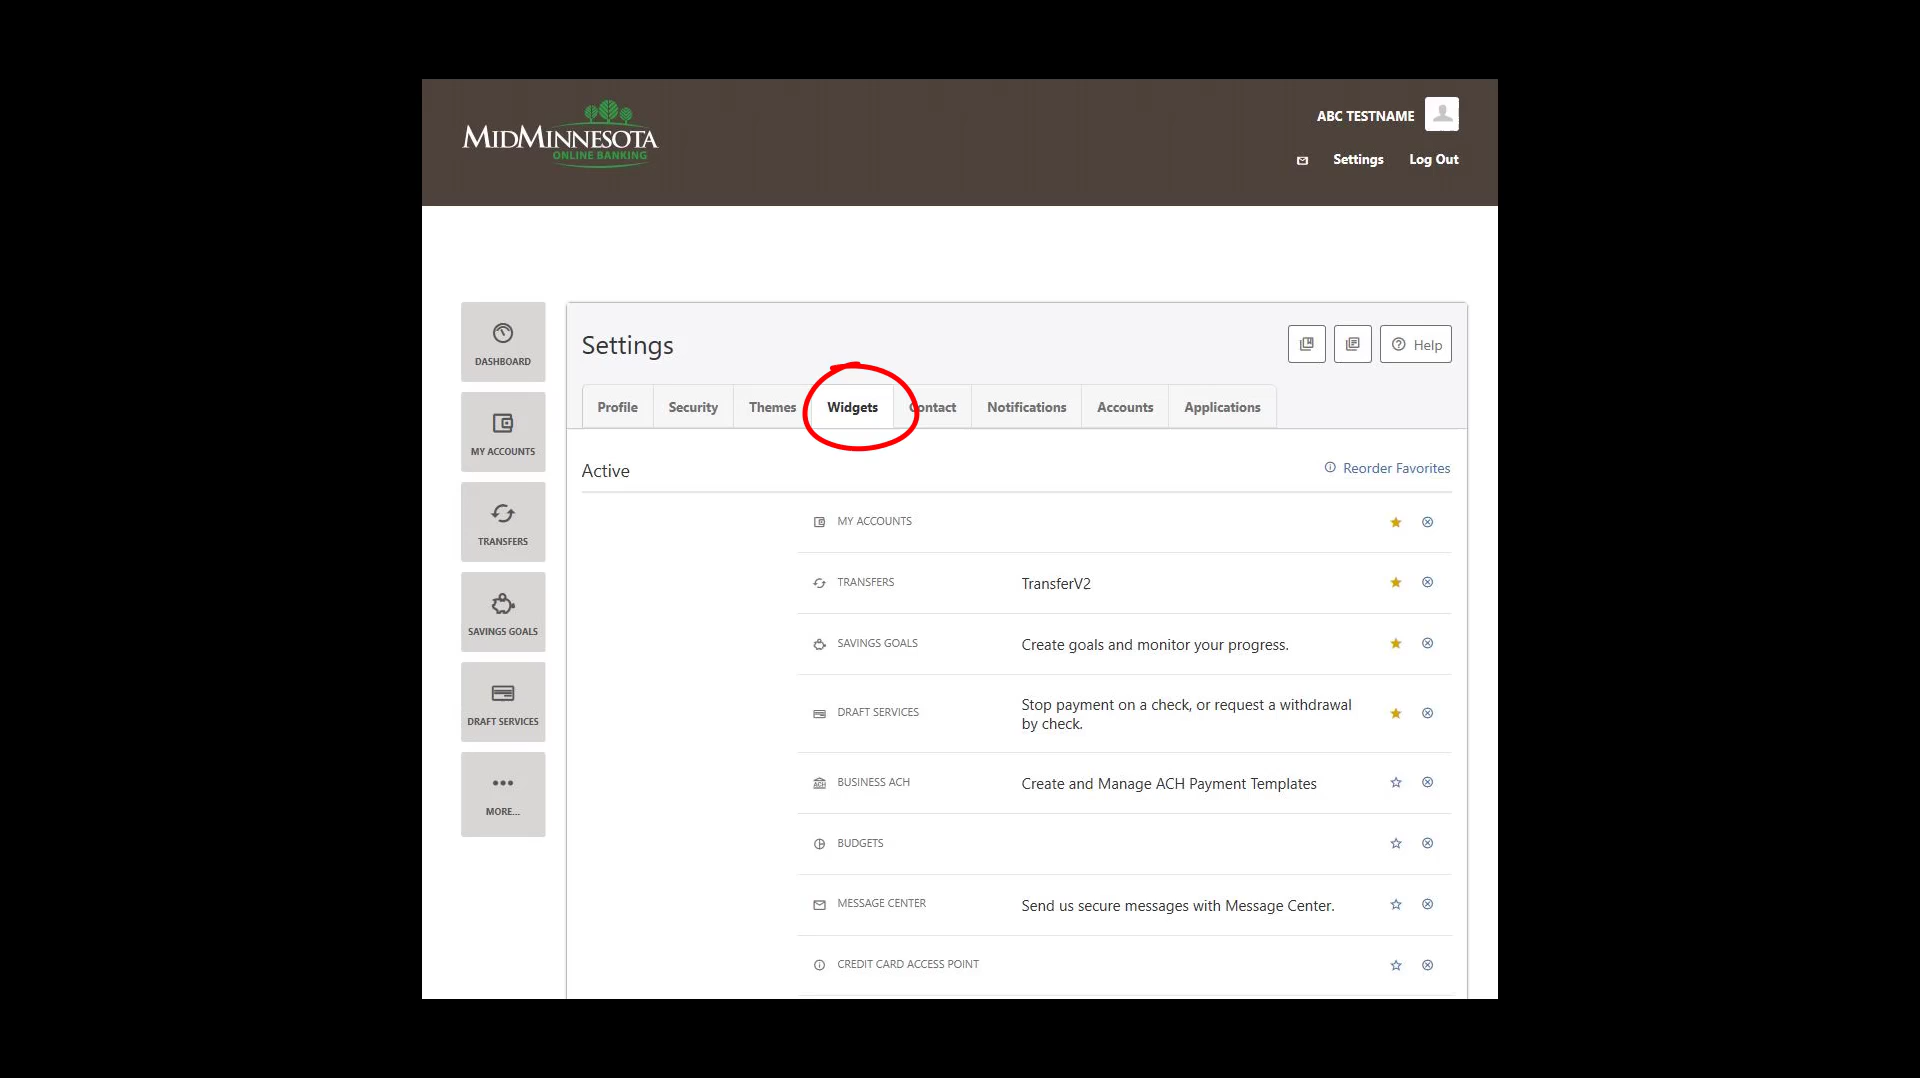 MIDMINNESOTA
ONLINE BANKING
ABC TESTNAME
Settings
Log Out
DASHBOARD
MY ACCOUNTS
TRANSFERS
SAVINGS GOALS
DRAFT SERVICES
MORE...
Settings
Help
Profile
Security
Themes
Widgets
Contact
Notifications
Accounts
Applications
Active
Reorder Favorites
MY ACCOUNTS
TRANSFERS
TransferV2
SAVINGS GOALS
Create goals and monitor your progress.
DRAFT SERVICES
Stop payment on a check, or request a withdrawal
by check.
BUSINESS ACH
Create and Manage ACH Payment Templates
BUDGETS
MESSAGE CENTER
Send us secure messages with Message Center.
CREDIT CARD ACCESS POINT